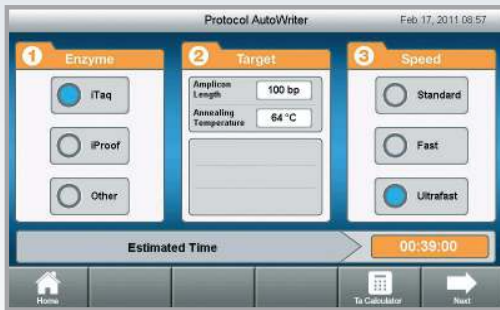 Protocol AutoWriter
Feb 17, 2011 08:57
1 Enzyme
iTaq
iProof
Other
2 Target
Amplicon Length 100 bp
Annealing Temperature 64 °C
3 Speed
Standard
Fast
Ultrafast
Estimated Time 00:39:00
Home
Ta Calculator
Next